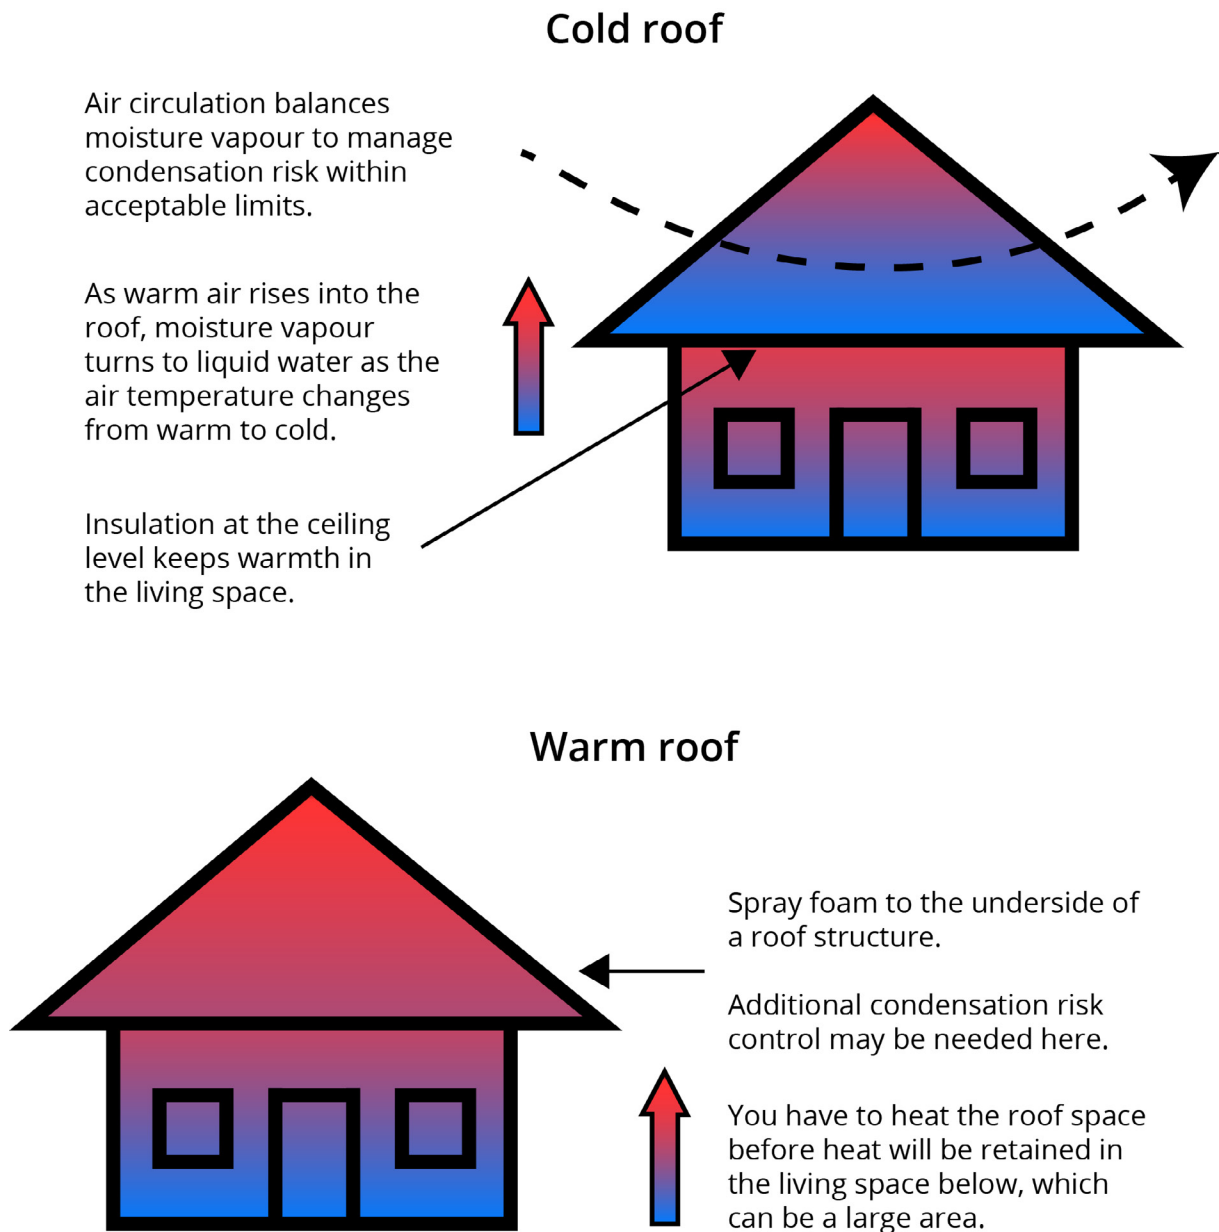 Cold roof
Air circulation balances
moisture vapour to manage
condensation risk within
acceptable limits.
As warm air rises into the
roof, moisture vapour
turns to liquid water as the
air temperature changes
from warm to cold.
Insulation at the ceiling
level keeps warmth in
the living space.
Warm roof
Spray foam to the underside of
a roof structure.
Additional condensation risk
control may be needed here.
You have to heat the roof space
before heat will be retained in
the living space below, which
can be a large area.